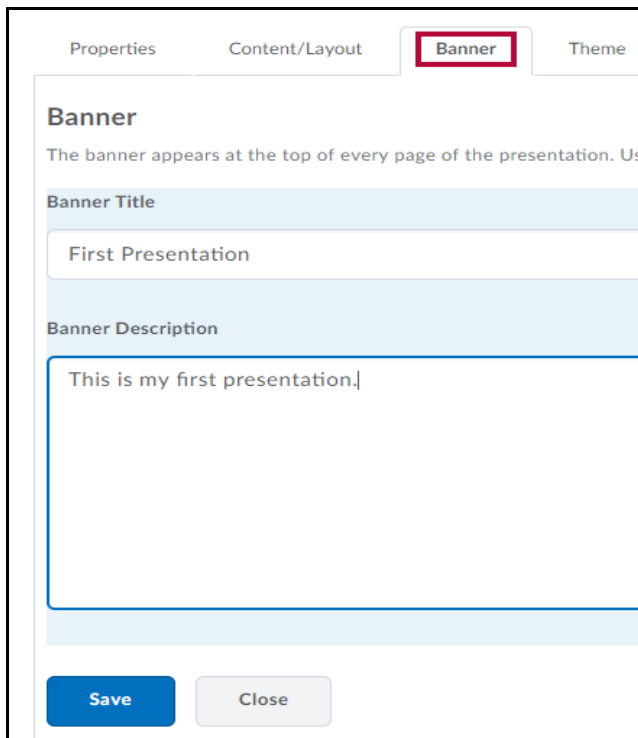 Properties Content/Layout Banner Theme
Banner
The banner appears at the top of every page of the presentation.
Banner Title
First Presentation
Banner Description
This is my first presentation.
Save Close